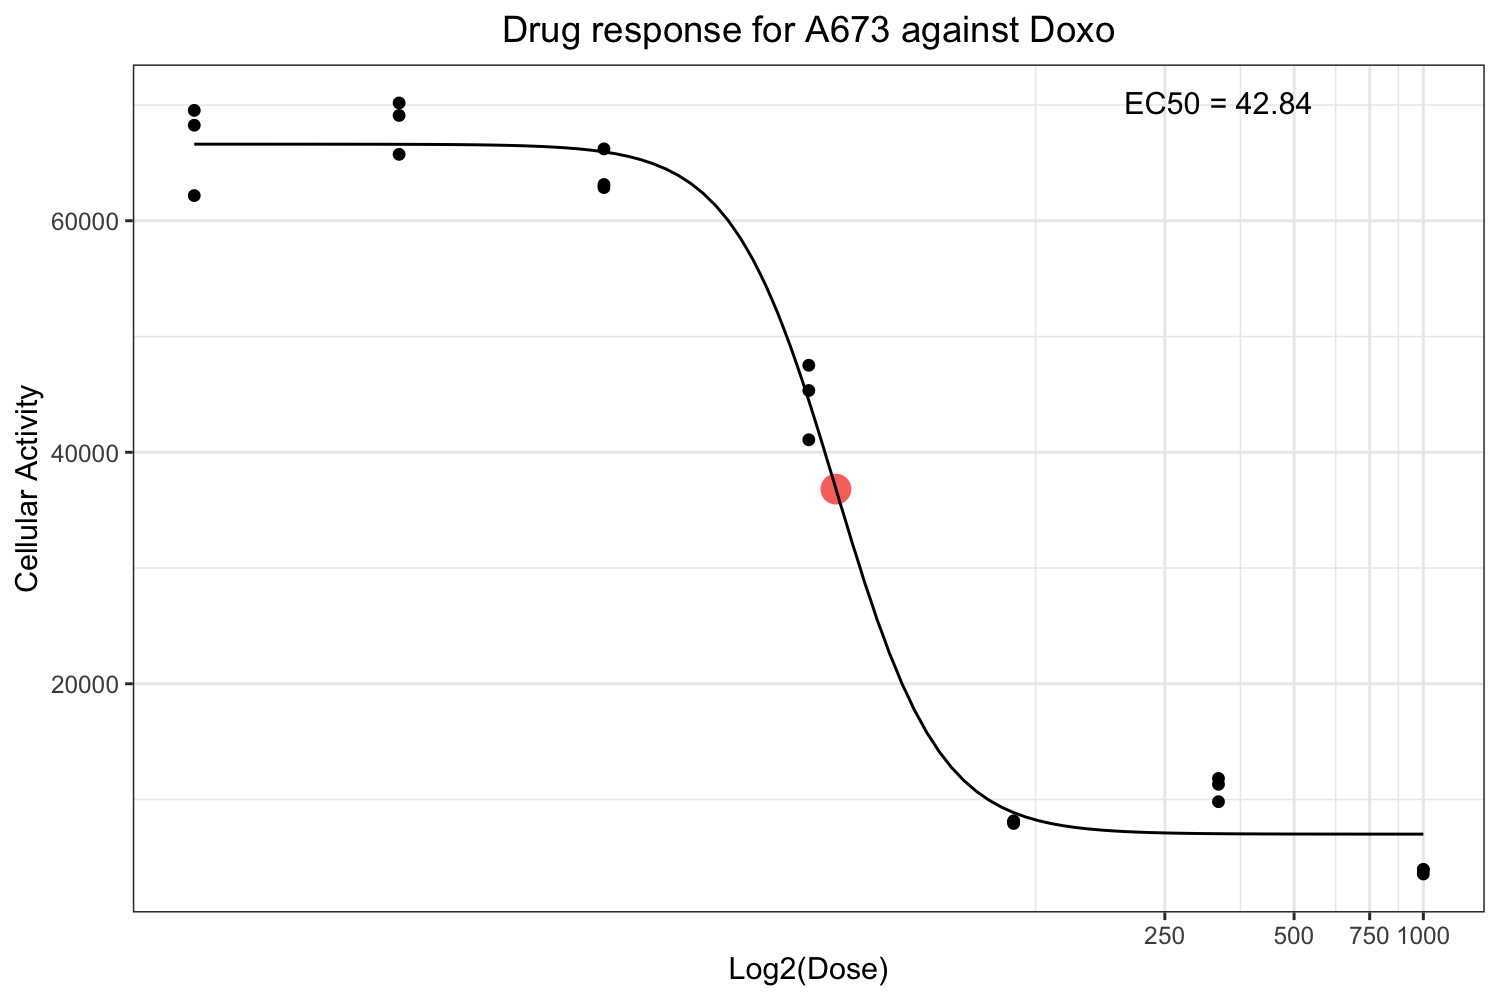 Drug response for A673 against Doxo
EC50 = 42.84
60000
40000
20000
Cellular Activity
250 500 750 1000
Log2(Dose)